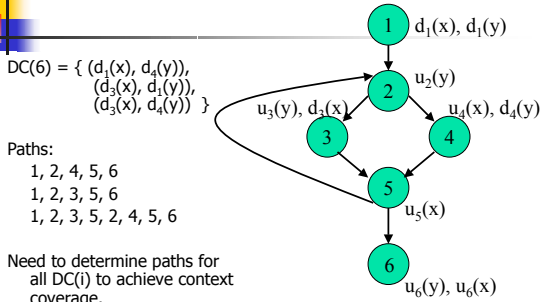 DC(6) = { (d₁(x), d₄(y)),
(d₃(x), d₁(y)),
(d₃(x), d₄(y)) }
Paths:
1, 2, 4, 5, 6
1, 2, 3, 5, 6
1, 2, 3, 5, 2, 4, 5, 6
Need to determine paths for
all DC(i) to achieve context
coverage.
1 d₁(x), d₁(y)
2 u₂(y)
u₃(y), d₃(x)
3
u₄(x), d₄(y)
4
5 u₅(x)
6 u₆(y), u₆(x)